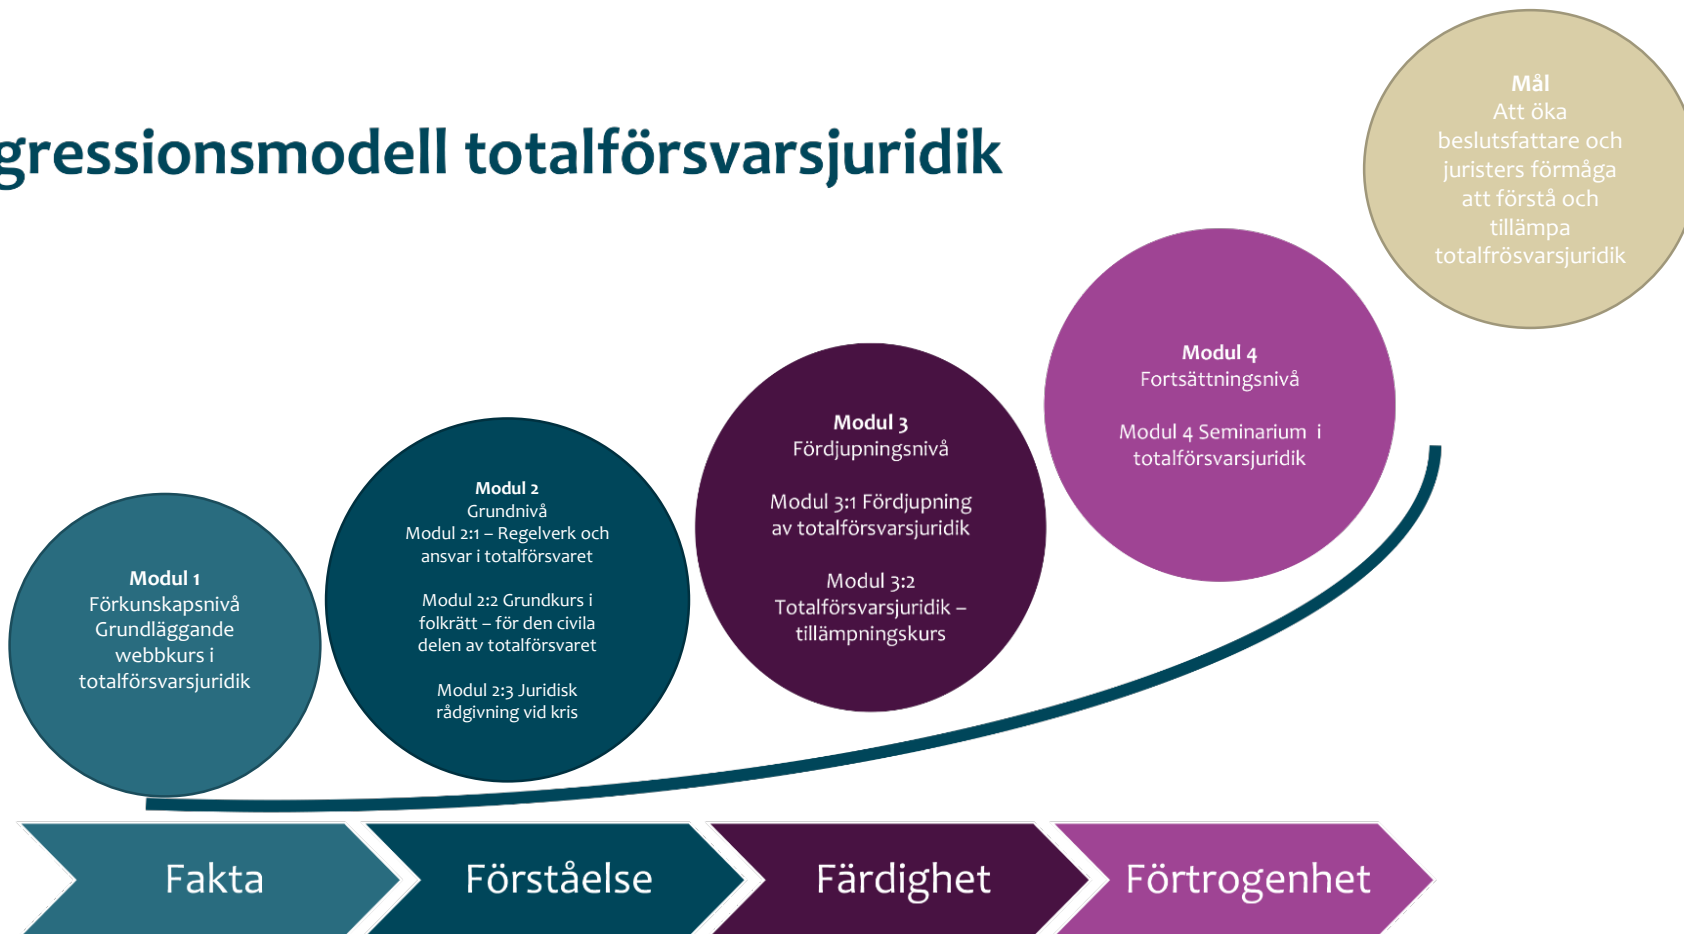 gressionsmodell totalförsvarsjuridik
Mål
Att öka
beslutsfattare och
juristers förmåga
att förstå och
tillämpa
totalfrösvarsjuridik
Modul 4
Fortsättningsnivå
Modul 4 Seminarium i
totalförsvarsjuridik
Modul 3
Fördjupningsnivå
Modul 3:1 Fördjupning
av totalförsvarsjuridik
Modul 3:2
Totalförsvarsjuridik –
tillämpningskurs
Modul 2
Grundnivå
Modul 2:1 – Regelverk och
ansvar i totalförsvaret
Modul 2:2 Grundkurs i
folkrätt – för den civila
delen av totalförsvaret
Modul 2:3 Juridisk
rådgivning vid kris
Modul 1
Förkunskapsnivå
Grundläggande
webbkurs i
totalförsvarsjuridik
Fakta
Förståelse
Färdighet
Förtrogenhet